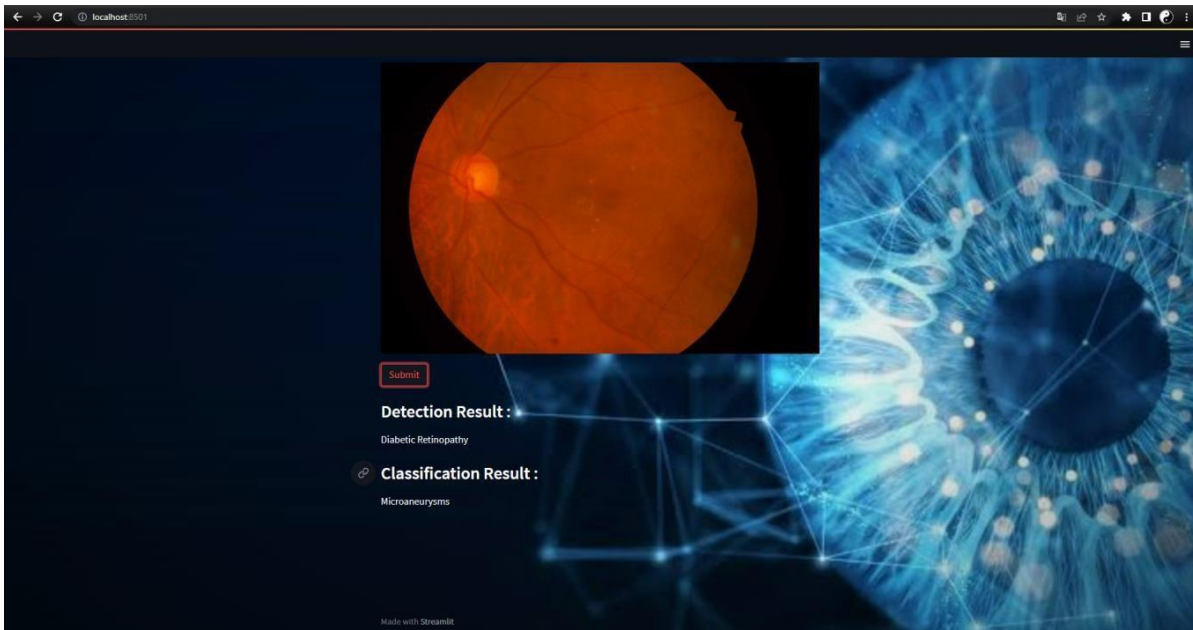 localhost:8501
Submit
Detection Result :
Diabetic Retinopathy
Classification Result :
Microaneurysms
Made with Streamlit